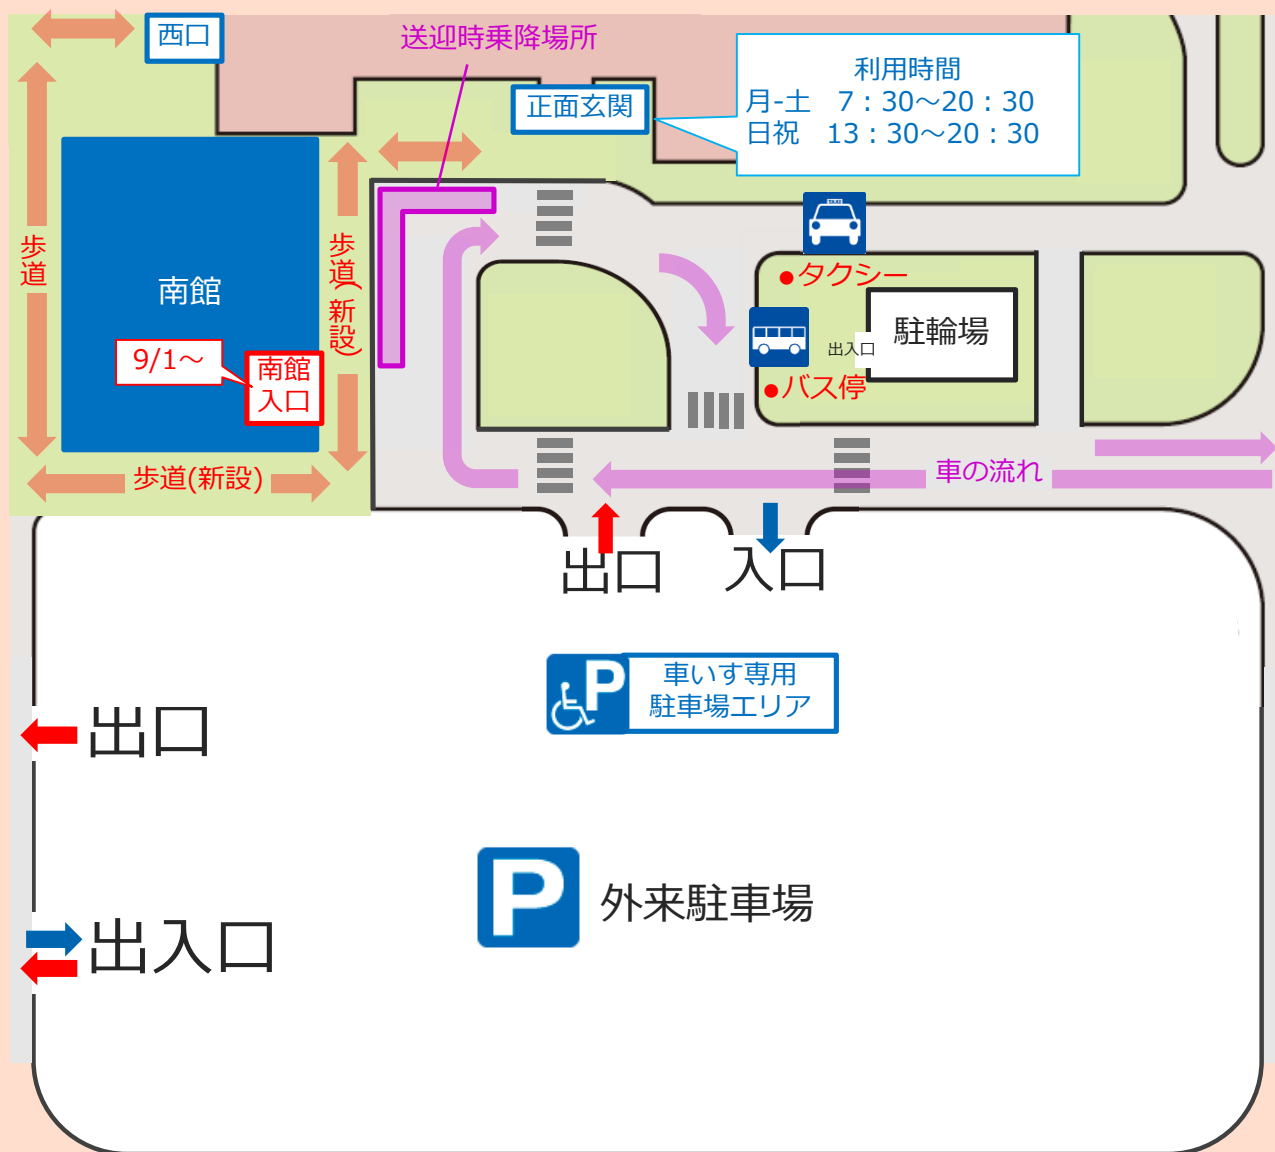 西口
送迎時乗降場所
正面玄関
利用時間
月-土 7：30～20：30
日祝 13：30～20：30
TAXI
歩道
歩道(新設)
南館
タクシー
駐輪場
出入口
9/1～
南館
入口
バス停
歩道(新設)
車の流れ
出口
入口
P
車いす専用
駐車場エリア
出口
P
外来駐車場
出入口